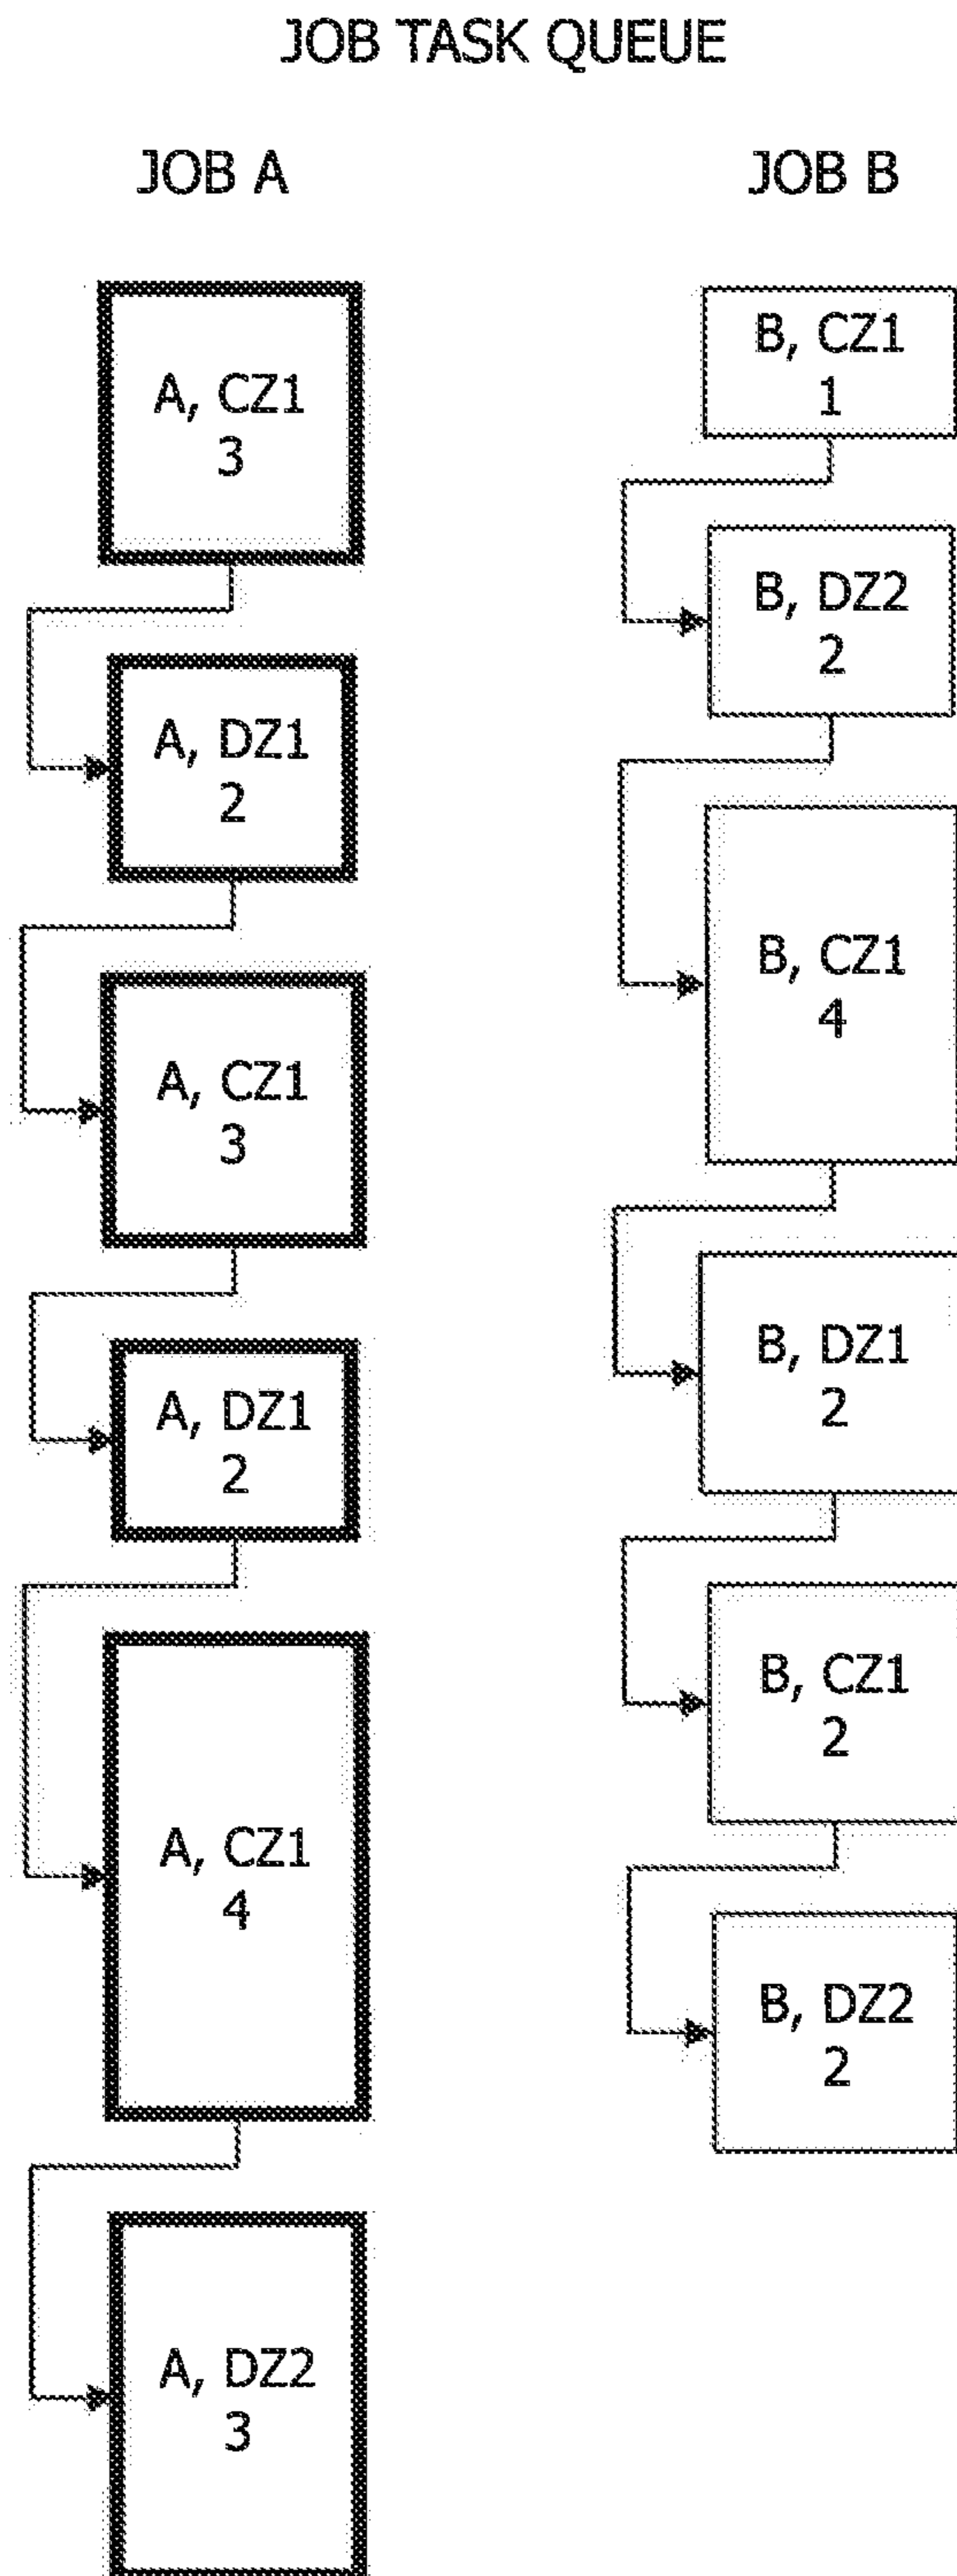 JOB TASK QUEUE
JOB A
A, CZ1
3
A, DZ1
2
A, CZ1
3
A, DZ1
2
A, CZ1
4
A, DZ2
3
JOB B
B, CZ1
1
B, DZ2
2
B, CZ1
4
B, DZ1
2
B, CZ1
2
B, DZ2
2